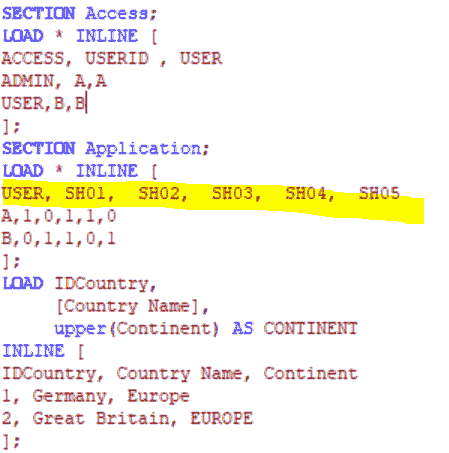 SECTION Access;
LOAD * INLINE [
ACCESS, USERID , USER
ADMIN, A,A
USER,B,B
];
SECTION Application;
LOAD * INLINE [
USER, SH01, SH02, SH03, SH04, SH05
A,1,0,1,1,0
B,0,1,1,0,1
];
LOAD IDCountry,
[Country Name],
upper(Continent) AS CONTINENT
INLINE [
IDCountry, Country Name, Continent
1, Germany, Europe
2, Great Britain, EUROPE
];